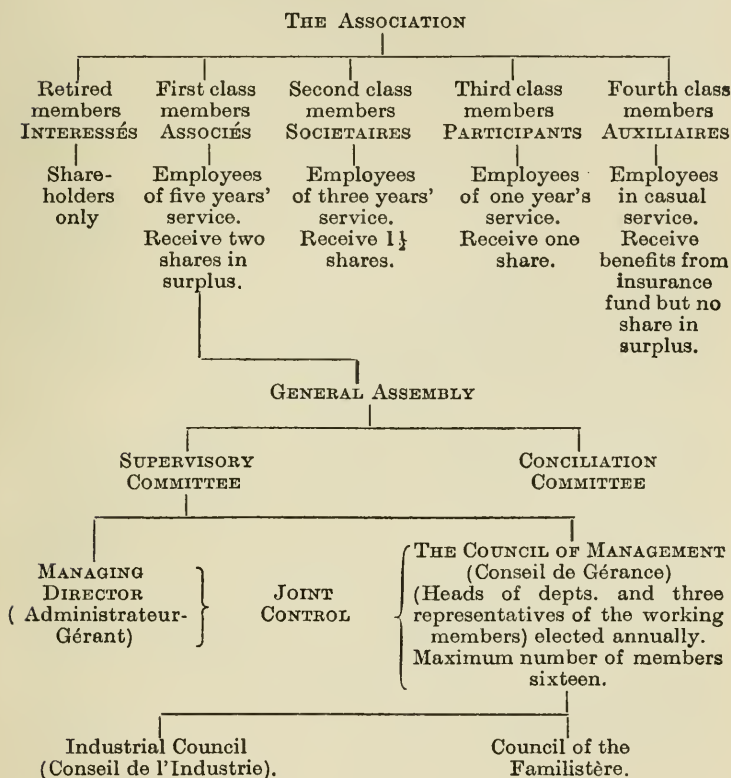 THE ASSOCIATION
Retired
members
INTERESSÉS
Share-
holders
only
First class
members
ASSOCIÉS
Employees
of five years'
service.
Receive two
shares in
surplus.
Second class
members
SOCIETAIRES
Employees
of three years'
service.
Receive 1½
shares.
Third class
members
PARTICIPANTS
Employees
of one year's
service.
Receive one
share.
Fourth class
members
AUXILIAIRES
Employees
in casual
service.
Receive
benefits from
insurance
fund but no
share in
surplus.
GENERAL ASSEMBLY
SUPERVISORY
COMMITTEE
CONCILIATION
COMMITTEE
MANAGING
DIRECTOR
( Administrateur-
Gérant)
JOINT
CONTROL
THE COUNCIL OF MANAGEMENT
(Conseil de Gérance)
(Heads of depts. and three
representatives of the working
members) elected annually.
Maximum number of members
sixteen.
Industrial Council
(Conseil de l'Industrie).
Council of the
Familistère.